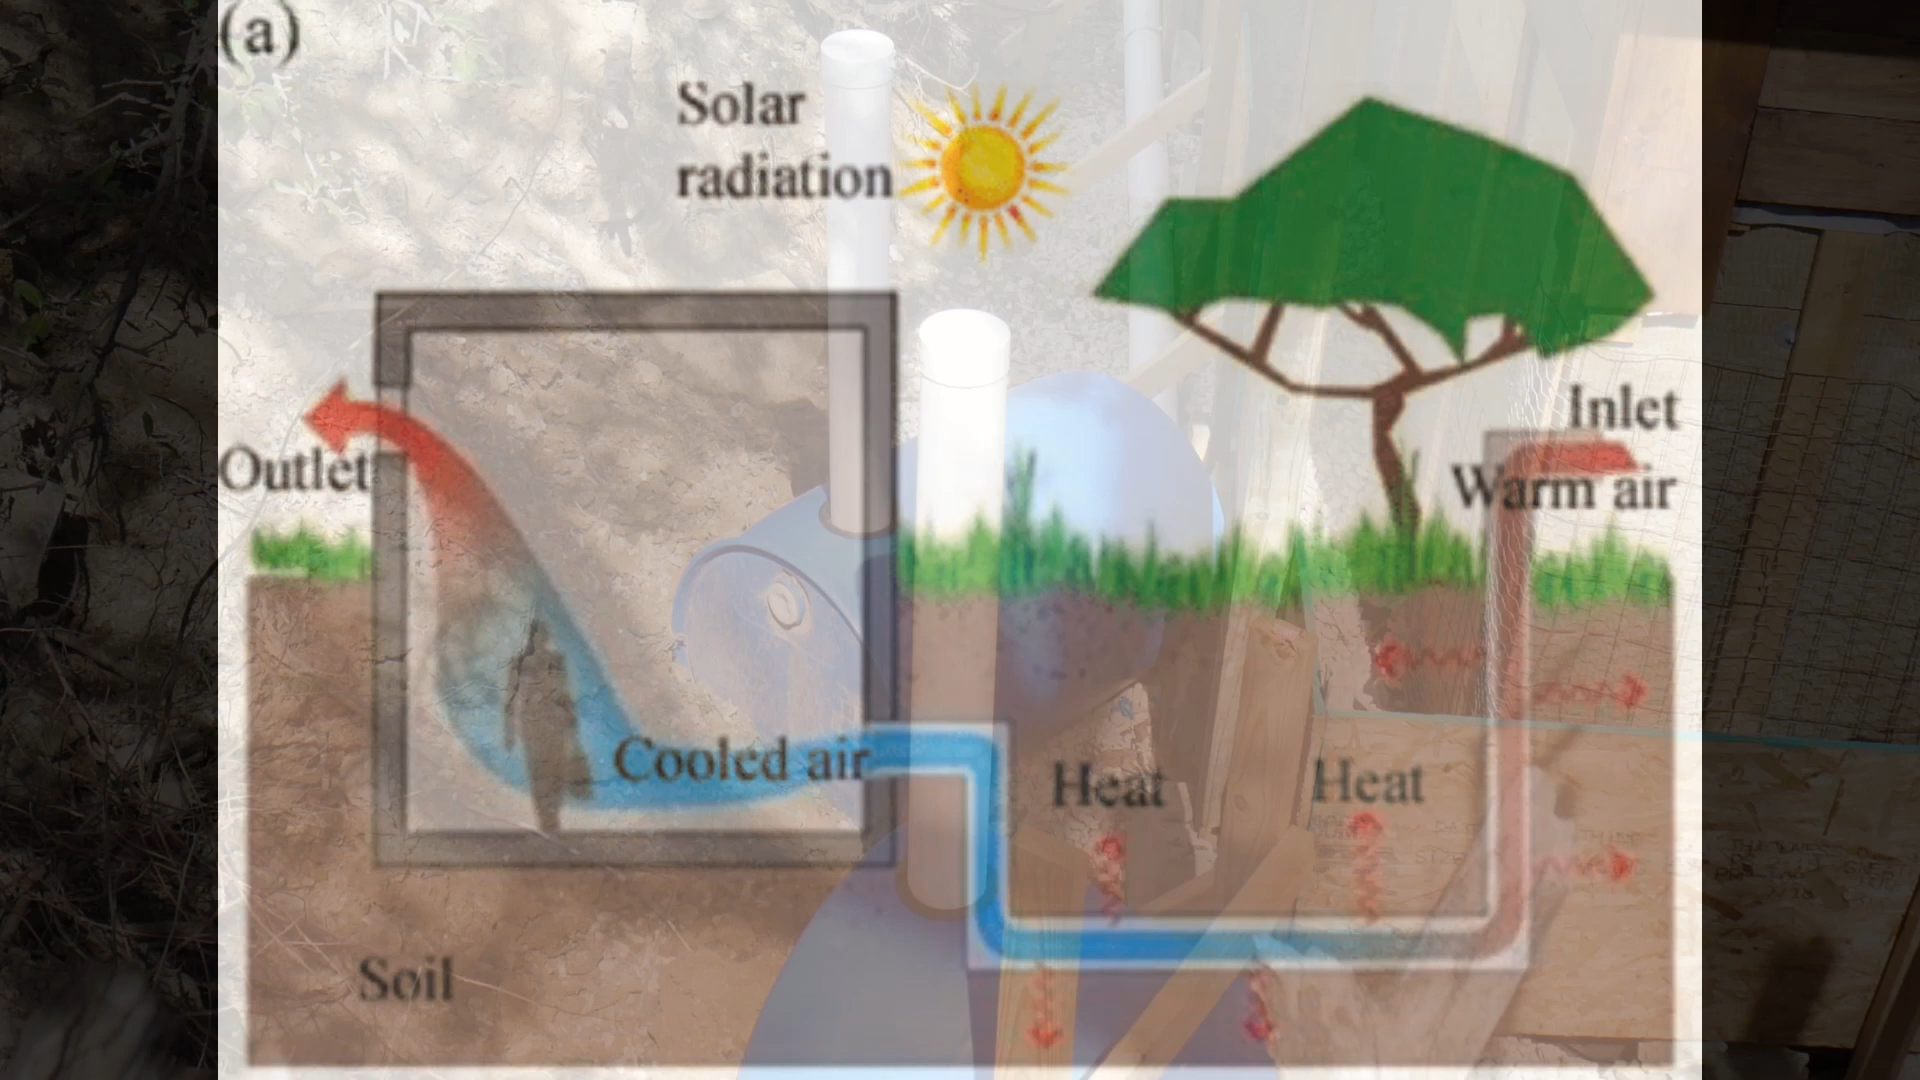 (a)
Solar
radiation
Inlet
Warm air
Outlet
Cooled air
Heat
Heat
Soil